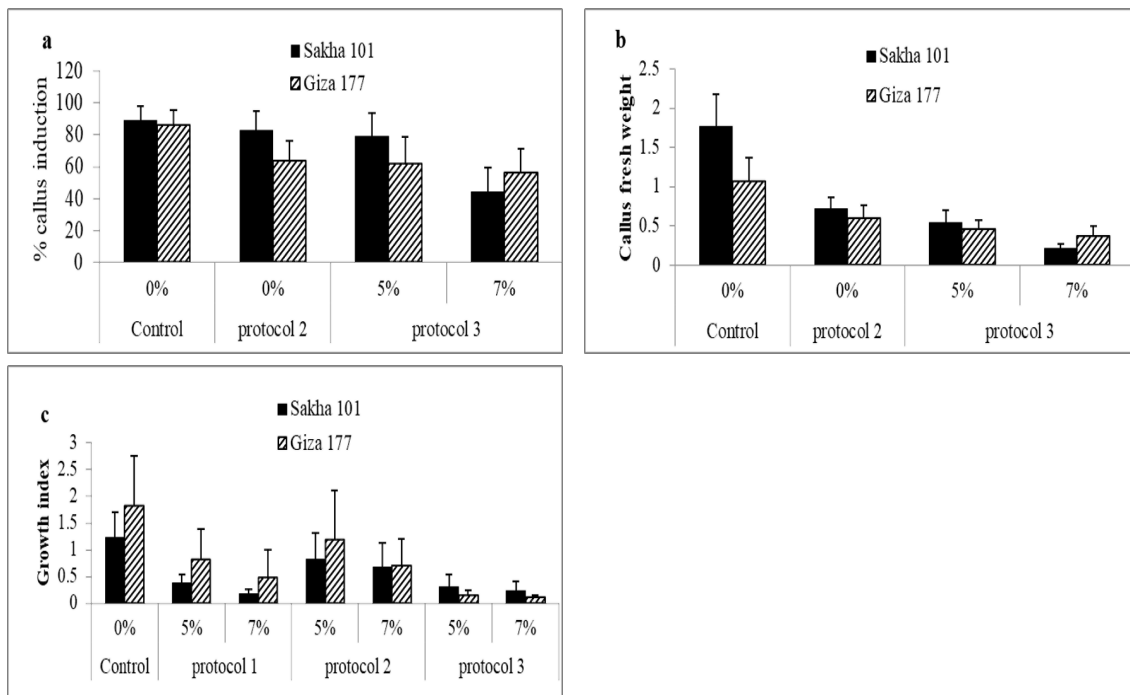 a
Sakha 101
Giza 177
% callus induction
120
100
80
60
40
20
0
0% 0% 5% 7%
Control protocol 2 protocol 3
b
Sakha 101
Giza 177
Callus fresh weight
2.5
2
1.5
1
0.5
0
0% 0% 5% 7%
Control protocol 2 protocol 3
c
Sakha 101
Giza 177
Growth index
3
2.5
2
1.5
1
0.5
0
0% 5% 7% 5% 7% 5% 7%
Control protocol 1 protocol 2 protocol 3